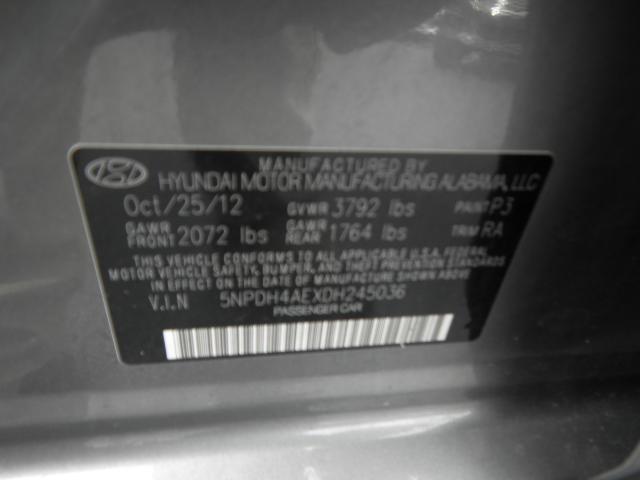 MANUFACTURED BY
HYUNDAI MOTOR MANUFACTURING ALABAMA, LLC
Oct/25/12 GVWR 3792 lbs PAINT P3
GAWR FRONT 2072 lbs GAWR REAR 1764 lbs TRIM RA
THIS VEHICLE CONFORMS TO ALL APPLICABLE U.S.A. FEDERAL
MOTOR VEHICLE SAFETY, BUMPER, AND THEFT PREVENTION STANDARDS
IN EFFECT ON THE DATE OF MANUFACTURE SHOWN ABOVE.
V.I.N 5NPDH4AEXDH245036
PASSENGER CAR